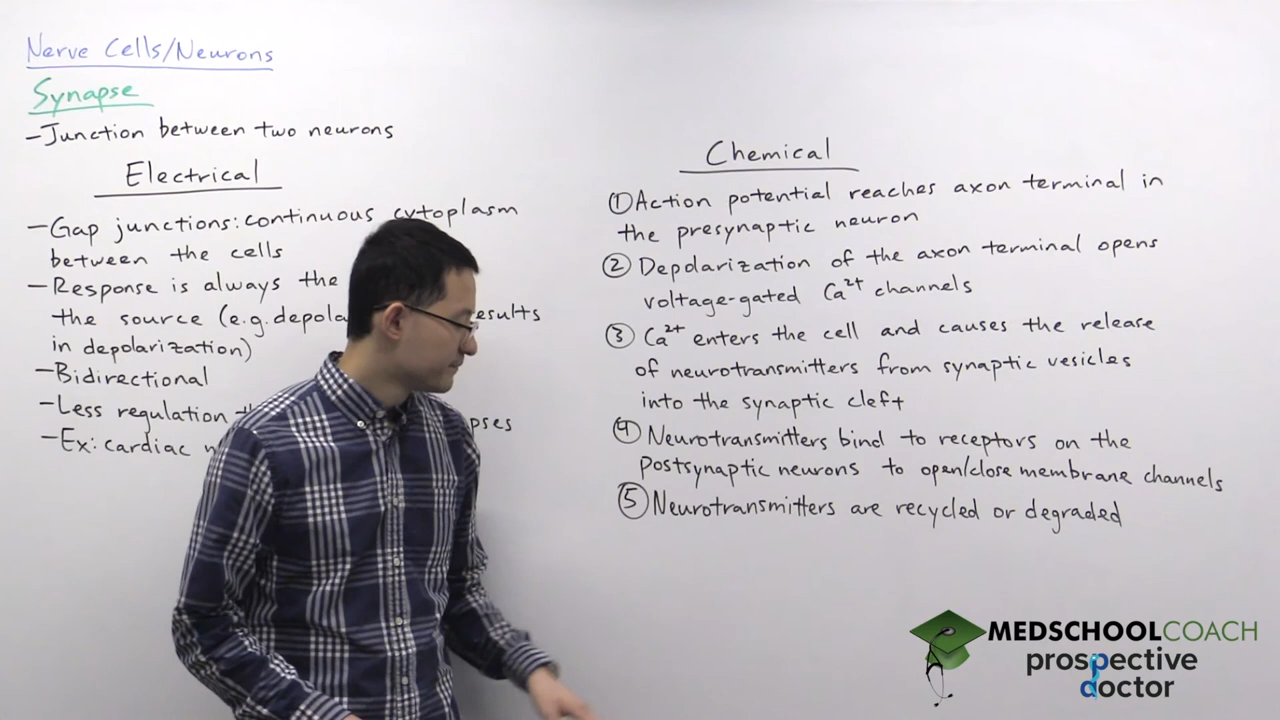 Nerve Cells/Neurons
Synapse
- Junction between two neurons
Electrical
- Gap junctions: continuous cytoplasm
between the cells
- Response is always the
the source (e.g. depola esults
in depolarization)
- Bidirectional
- Less regulation pses
- Ex: cardiac
Chemical
① Action potential reaches axon terminal in
the presynaptic neuron
② Depolarization of the axon terminal opens
voltage-gated Ca²⁺ channels
③ Ca²⁺ enters the cell and causes the release
of neurotransmitters from synaptic vesicles
into the synaptic cleft
④ Neurotransmitters bind to receptors on the
postsynaptic neurons to open/close membrane channels
⑤ Neurotransmitters are recycled or degraded
MEDSCHOOLCOACH
prospective
doctor